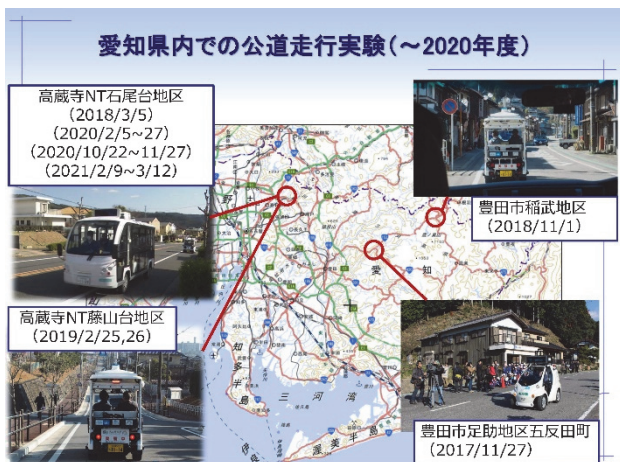 愛知県内での公道走行実験(～2020年度)
高蔵寺NT石尾台地区
(2018/3/5)
(2020/2/5~27)
(2020/10/22~11/27)
(2021/2/9~3/12)
豊田市稲武地区
(2018/11/1)
高蔵寺NT藤山台地区
(2019/2/25,26)
愛知
知多半島
三河湾
渥美半島
豊田市足助地区五反田町
(2017/11/27)